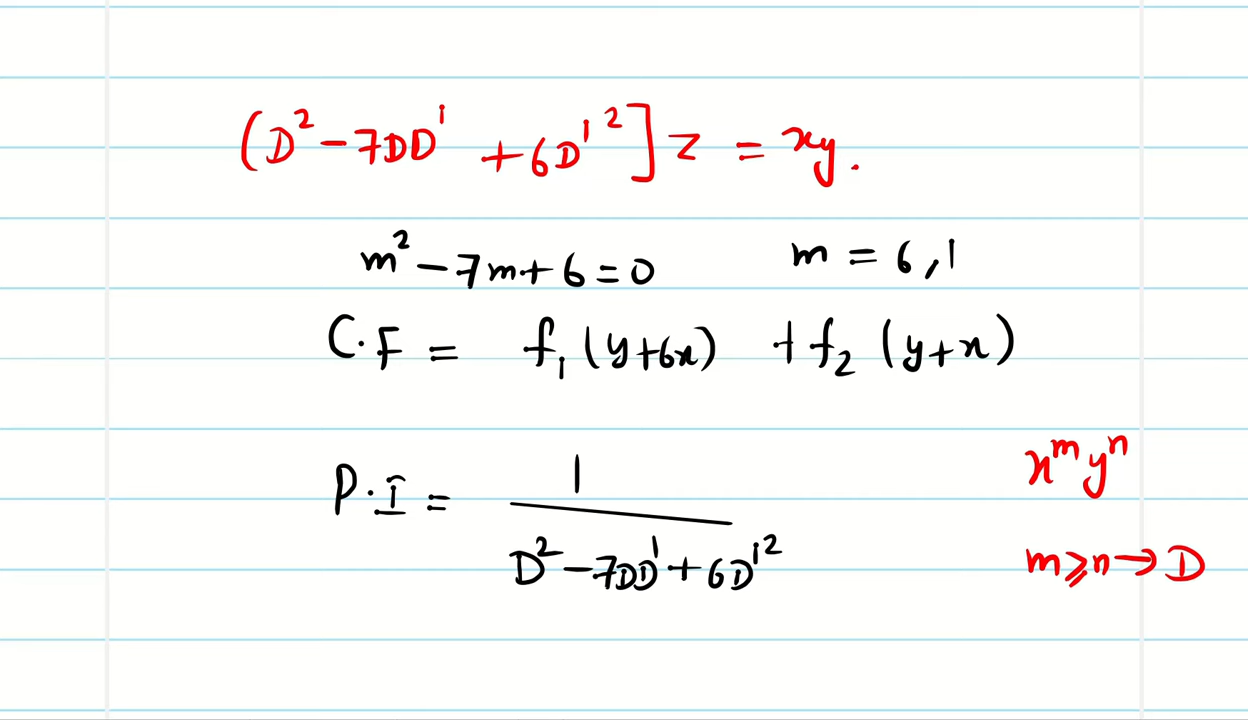 (D² - 7DD' + 6D'²] z = xy.
m² - 7m + 6 = 0 m = 6, 1
C.F = f₁(y+6x) + f₂(y+x)
P.I = 1 / D² - 7DD' + 6D'²
xᵐyⁿ
m ≥ n → D